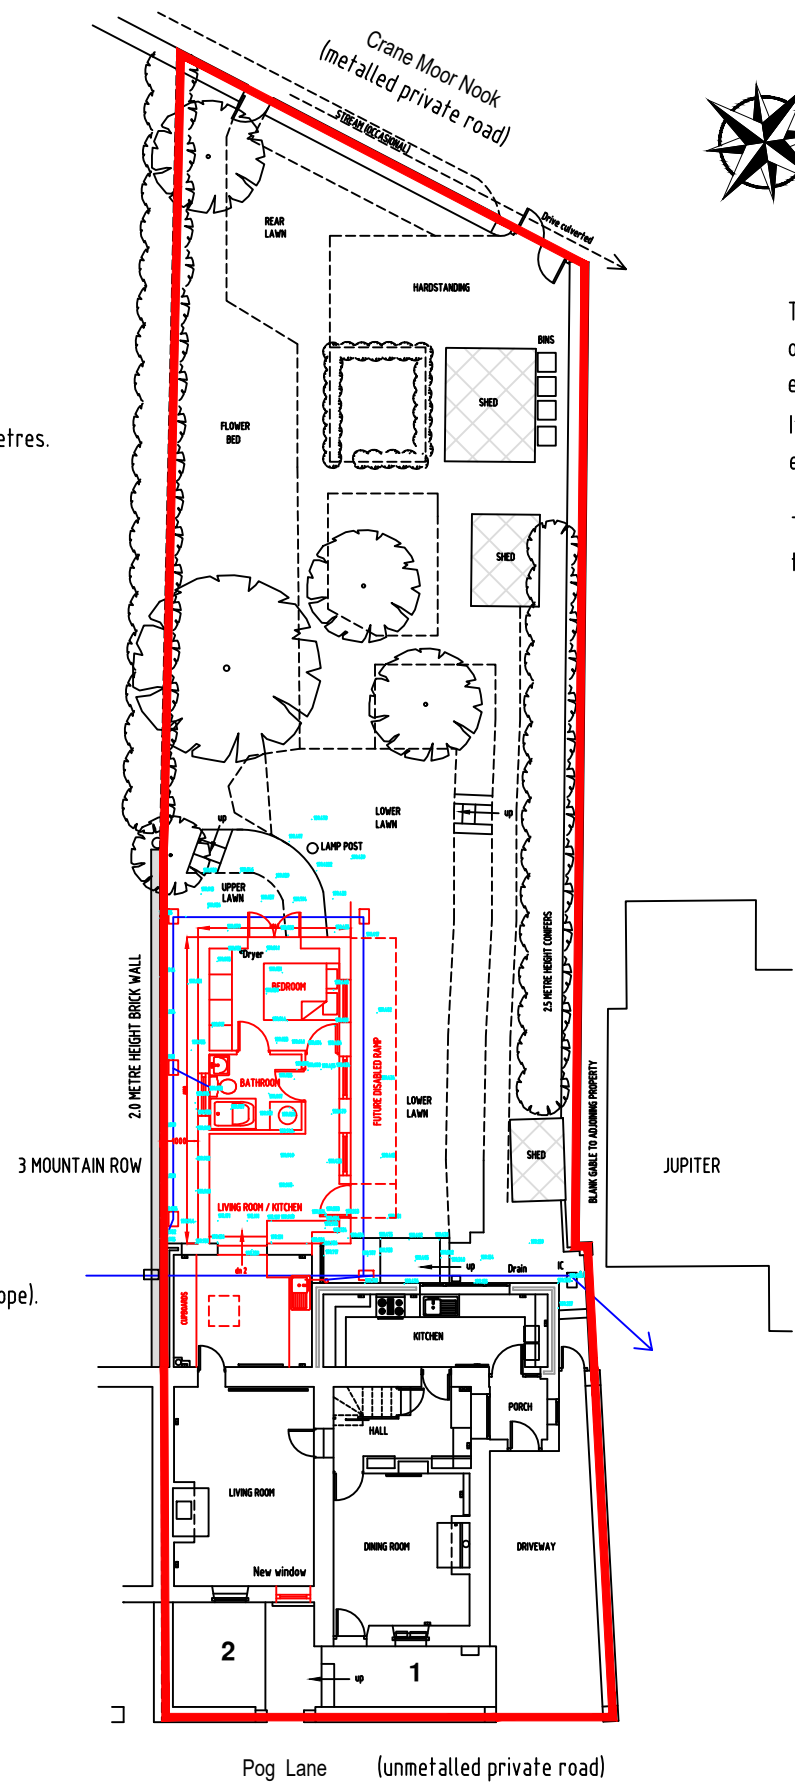 Crane Moor Nook
(metalled private road)
STREAM (OCCASIONAL)
Drive culverted
REAR
LAWN
HARDSTANDING
BINS
SHED
FLOWER
BED
etres.
SHED
LOWER
LAWN
up
up
LAMP POST
UPPER
LAWN
Dryer
BEDROOM
2.0 METRE HEIGHT BRICK WALL
2.5 METRE HEIGHT CONIFERS
BATHROOM
FUTURE DISABLED RAMP
LOWER
LAWN
BLANK GABLE TO ADJOINING PROPERTY
SHED
3 MOUNTAIN ROW
JUPITER
LIVING ROOM / KITCHEN
dn 2
up
Drain
IC
ope).
CUPBOARDS
KITCHEN
PORCH
HALL
LIVING ROOM
DINING ROOM
DRIVEWAY
New window
2
up
1
Pog Lane
(unmetalled private road)